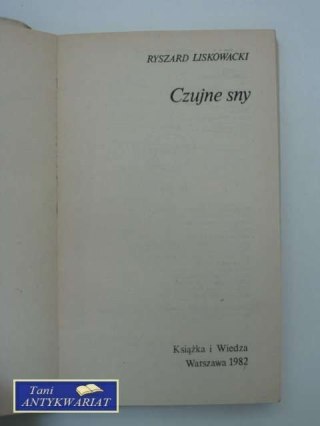 RYSZARD LISKOWACKI
Czujne sny
Książka i Wiedza
Warszawa 1982
Tani
ANTYKWARIAT